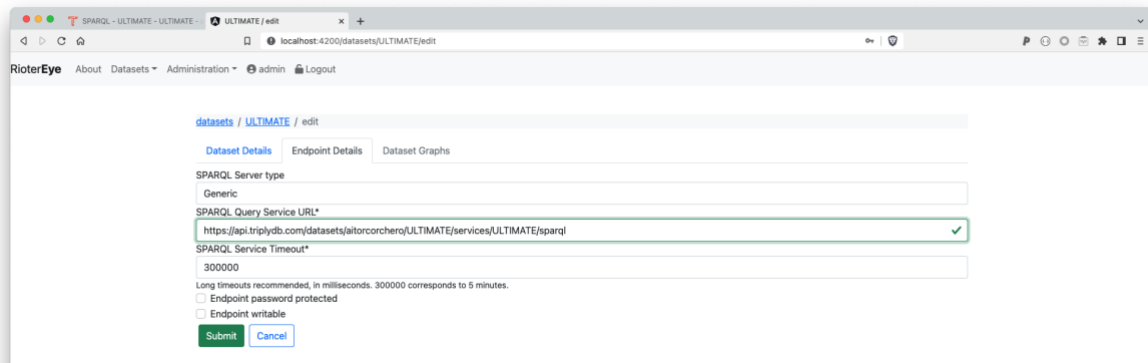 SPARQL - ULTIMATE - ULTIMATE -
ULTIMATE / edit
localhost:4200/datasets/ULTIMATE/edit
RioterEye About Datasets Administration admin Logout
datasets / ULTIMATE / edit
Dataset Details Endpoint Details Dataset Graphs
SPARQL Server type
Generic
SPARQL Query Service URL*
https://api.triplydb.com/datasets/aitorcorchero/ULTIMATE/services/ULTIMATE/sparql
SPARQL Service Timeout*
300000
Long timeouts recommended, in milliseconds. 300000 corresponds to 5 minutes.
Endpoint password protected
Endpoint writable
Submit Cancel